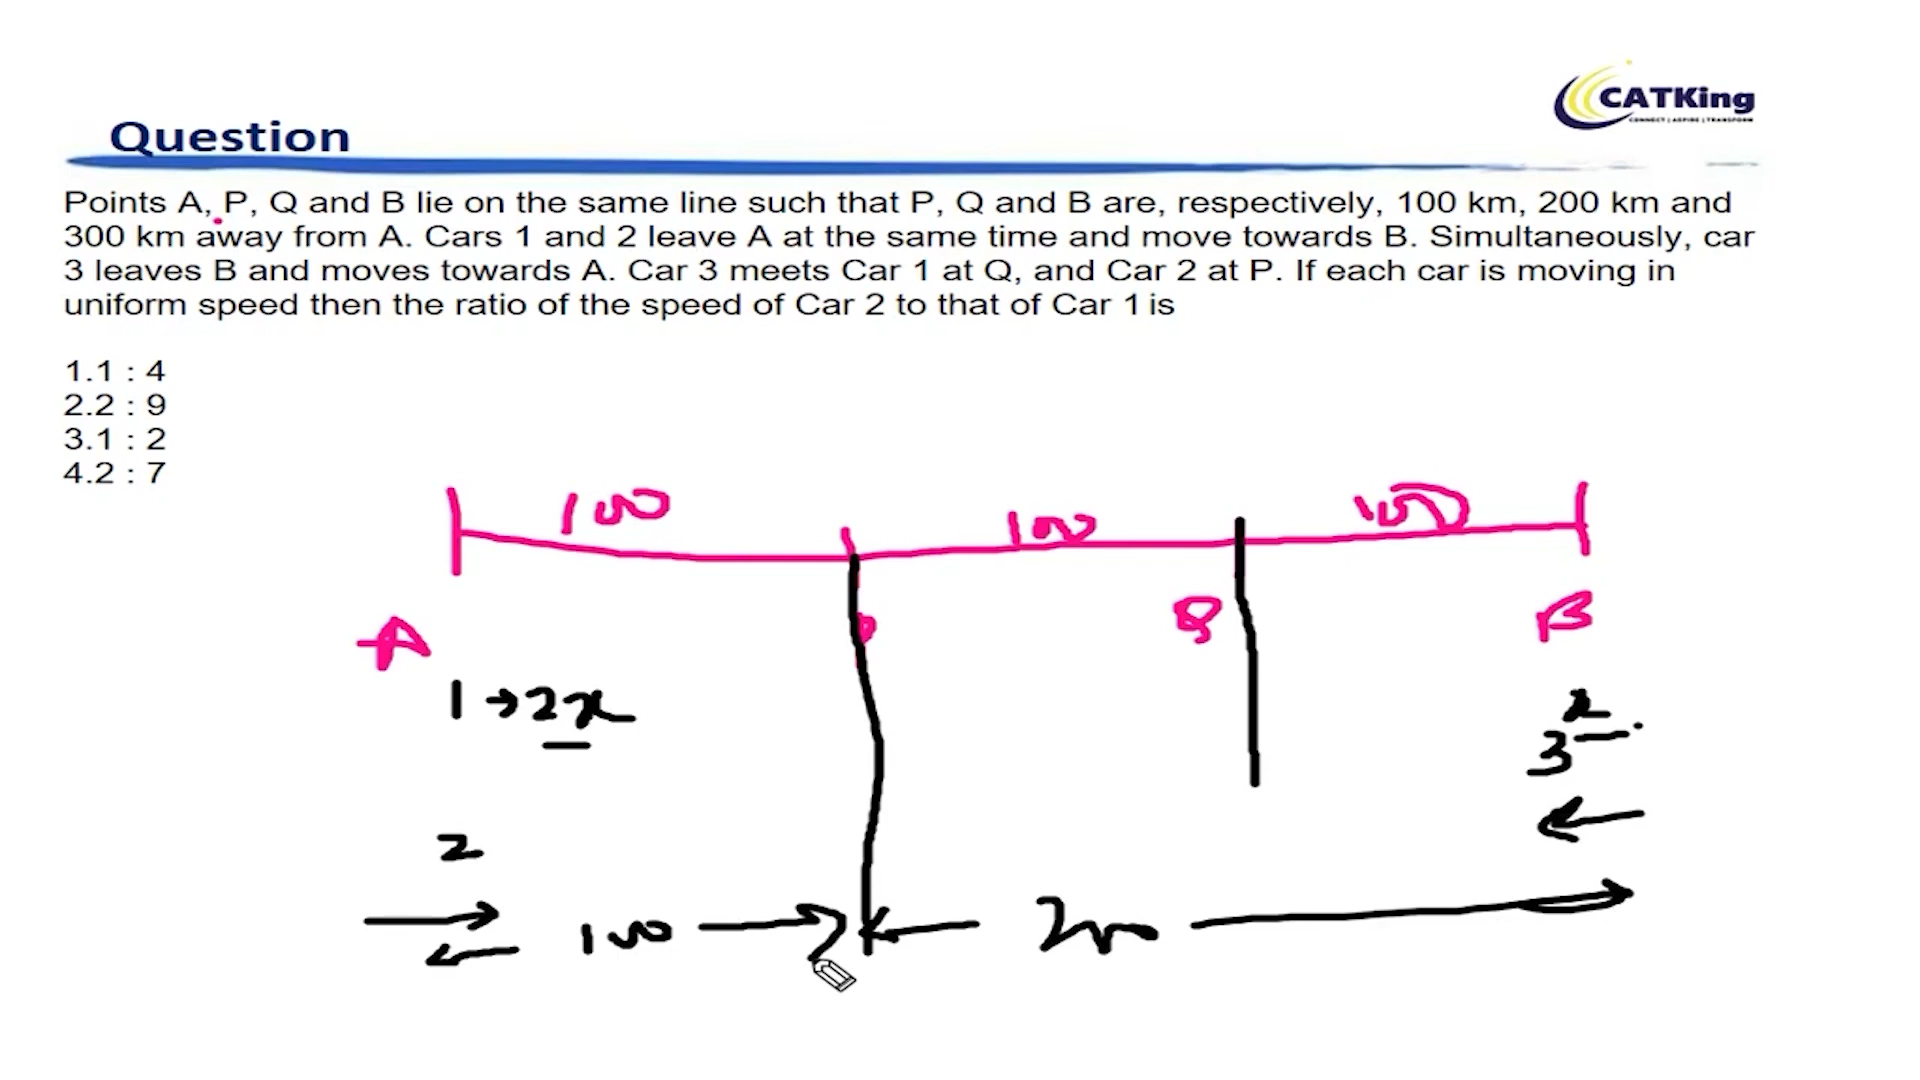 CATKing
CONNECT | ASPIRE | TRANSFORM
Question
Points A, P, Q and B lie on the same line such that P, Q and B are, respectively, 100 km, 200 km and
300 km away from A. Cars 1 and 2 leave A at the same time and move towards B. Simultaneously, car
3 leaves B and moves towards A. Car 3 meets Car 1 at Q, and Car 2 at P. If each car is moving in
uniform speed then the ratio of the speed of Car 2 to that of Car 1 is
1.1 : 4
2.2 : 9
3.1 : 2
4.2 : 7
100 100 100
A P Q B
1 → 2x
x
3
2
100 200